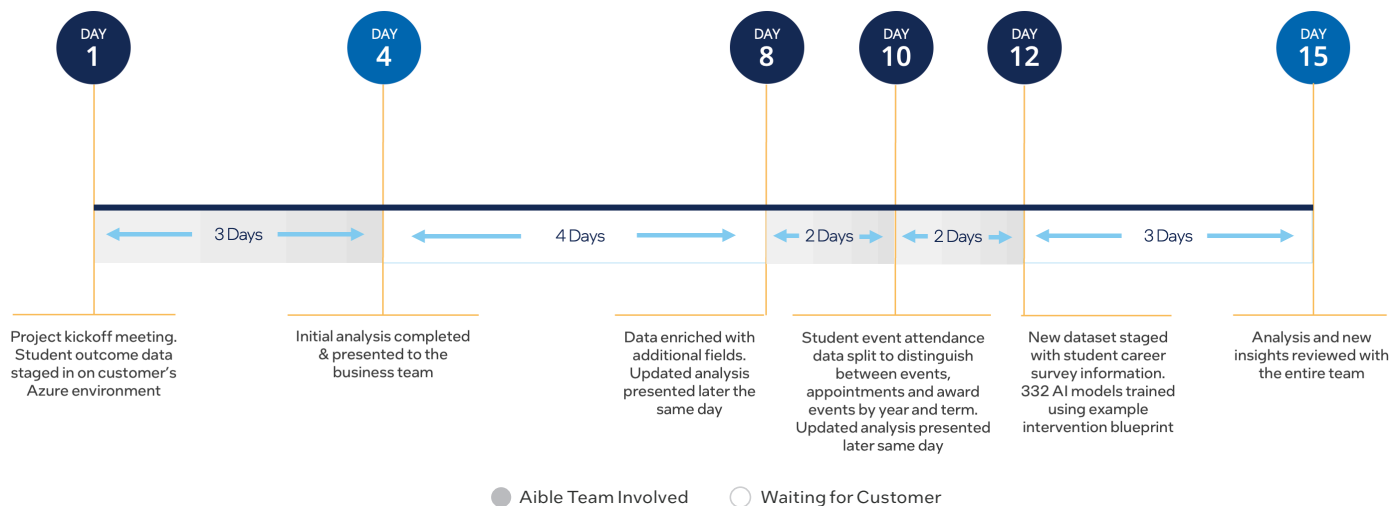 DAY
1
DAY
4
DAY
8
DAY
10
DAY
12
DAY
15
3 Days
4 Days
2 Days
2 Days
3 Days
Project kickoff meeting.
Student outcome data
staged in on customer's
Azure environment
Initial analysis completed
& presented to the
business team
Data enriched with
additional fields.
Updated analysis
presented later the
same day
Student event attendance
data split to distinguish
between events,
appointments and award
events by year and term.
Updated analysis presented
later same day
New dataset staged
with student career
survey information.
332 AI models trained
using example
intervention blueprint
Analysis and new
insights reviewed with
the entire team
Aible Team Involved
Waiting for Customer